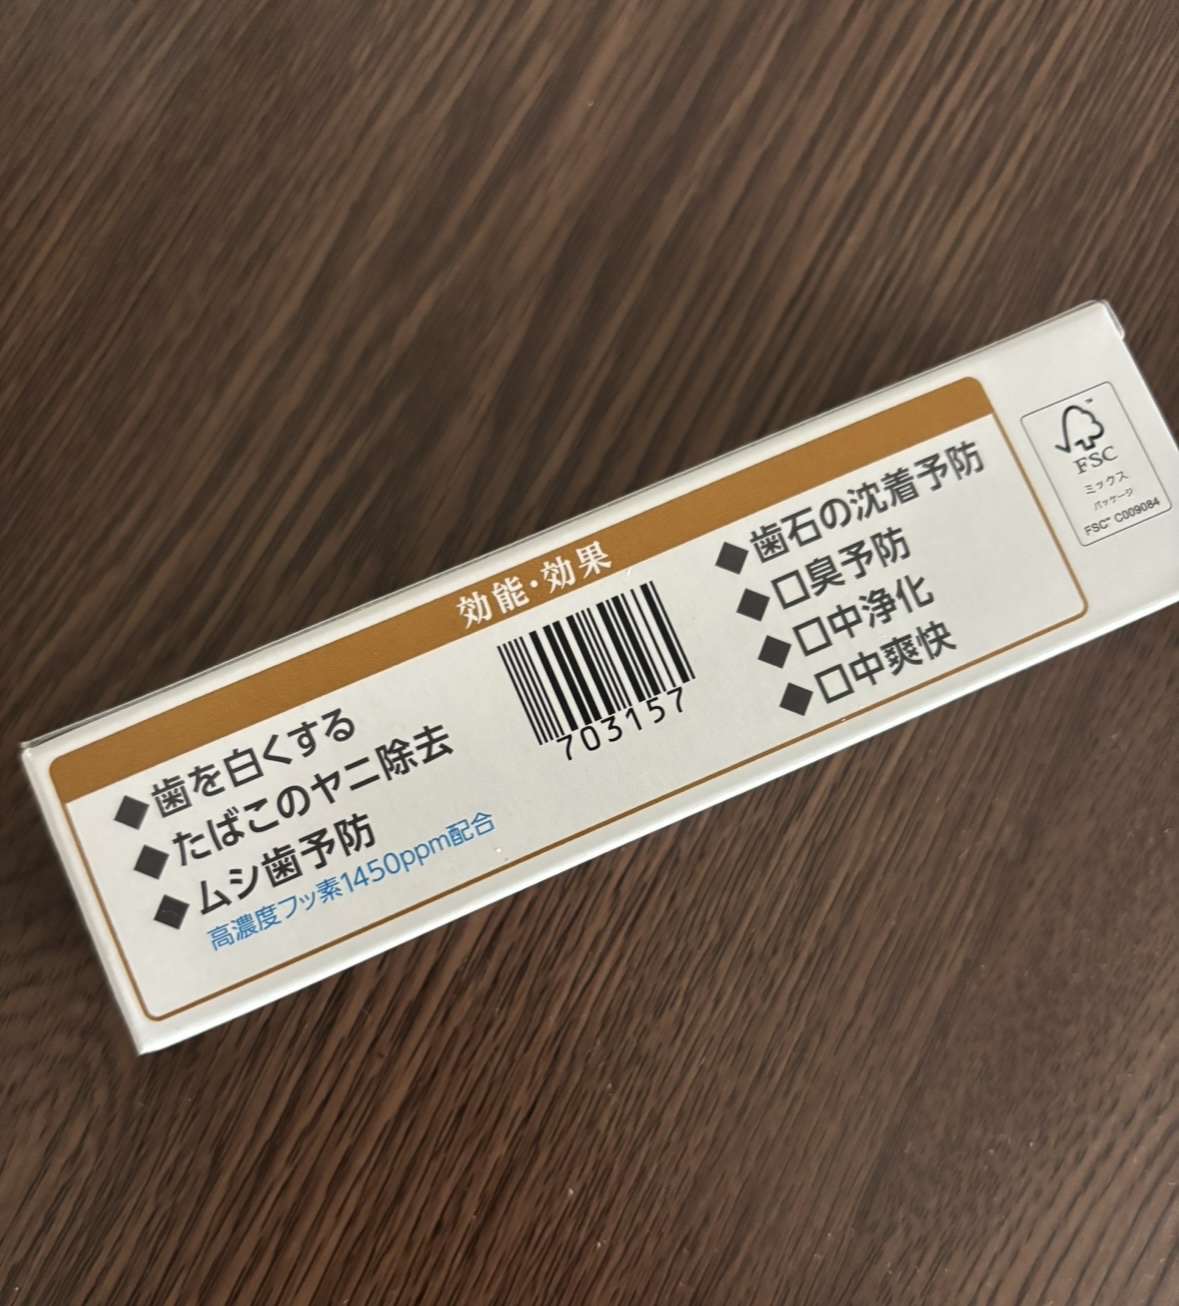 効能・効果
◆歯を白くする
◆たばこのヤニ除去
◆ムシ歯予防
高濃度フッ素1450ppm配合
703157
◆歯石の沈着予防
◆口臭予防
◆口中浄化
◆口中爽快
FSC™
ミックス
パッケージ
FSC™ C009084